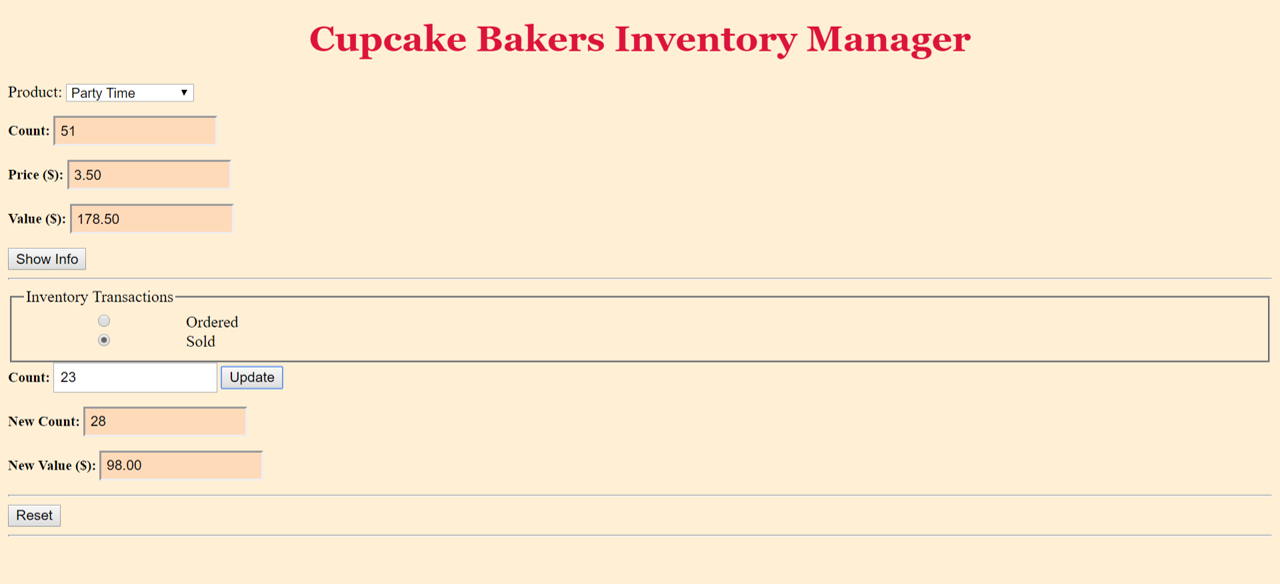 Cupcake Bakers Inventory Manager
Product: Party Time
Count: 51
Price ($): 3.50
Value ($): 178.50
Show Info
Inventory Transactions
Ordered
Sold
Count: 23 Update
New Count: 28
New Value ($): 98.00
Reset